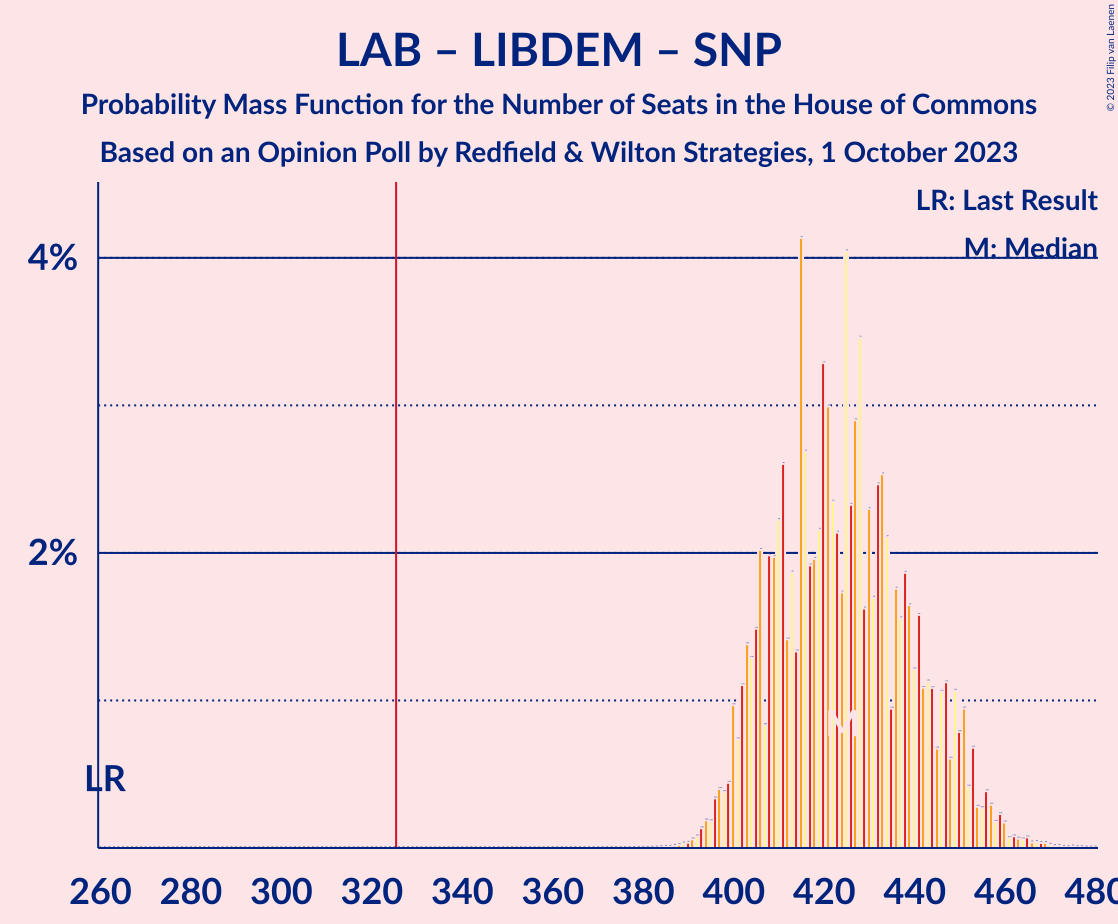 LAB – LIBDEM – SNP
Probability Mass Function for the Number of Seats in the House of Commons
Based on an Opinion Poll by Redfield & Wilton Strategies, 1 October 2023
© 2023 Filip van Laenen
LR: Last Result
M: Median
4%
2%
M
LR
260 280 300 320 340 360 380 400 420 440 460 480